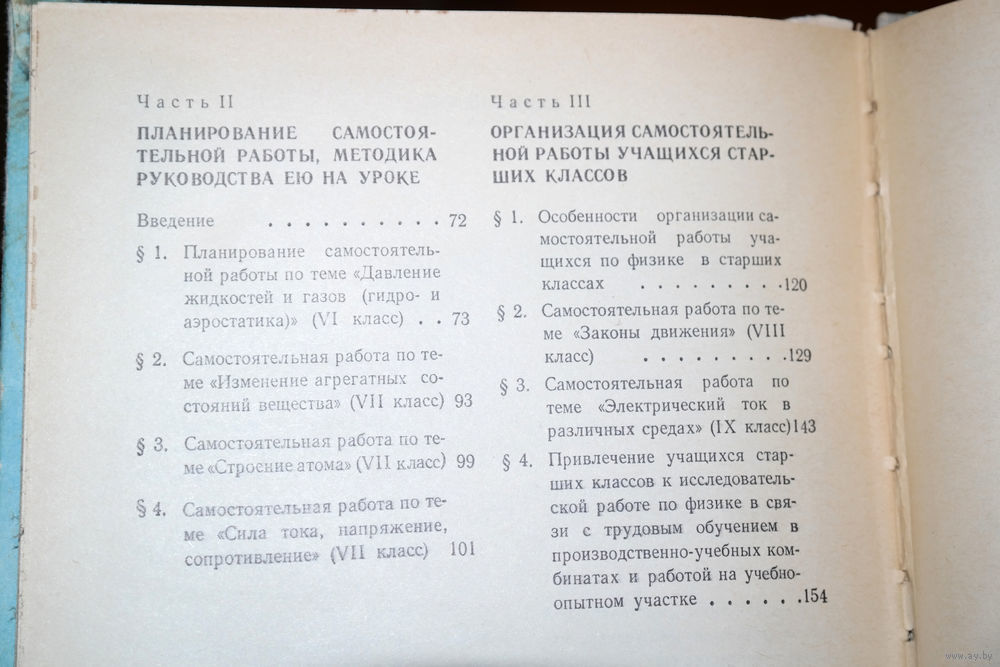 Часть II
ПЛАНИРОВАНИЕ САМОСТОЯ-
ТЕЛЬНОЙ РАБОТЫ, МЕТОДИКА
РУКОВОДСТВА ЕЮ НА УРОКЕ
Введение . . . . . . . . . . 72
§ 1. Планирование самостоятель-
ной работы по теме «Давление
жидкостей и газов (гидро- и
аэростатика)» (VI класс) . . 73
§ 2. Самостоятельная работа по те-
ме «Изменение агрегатных со-
стояний вещества» (VII класс) 93
§ 3. Самостоятельная работа по те-
ме «Строение атома» (VII класс) 99
§ 4. Самостоятельная работа по те-
ме «Сила тока, напряжение,
сопротивление» (VII класс) 101
Часть III
ОРГАНИЗАЦИЯ САМОСТОЯТЕЛЬ-
НОЙ РАБОТЫ УЧАЩИХСЯ СТАР-
ШИХ КЛАССОВ
§ 1. Особенности организации са-
мостоятельной работы уча-
щихся по физике в старших
классах . . . . . . . . . 120
§ 2. Самостоятельная работа по те-
ме «Законы движения» (VIII
класс) . . . . . . . . . 129
§ 3. Самостоятельная работа по
теме «Электрический ток в
различных средах» (IX класс) 143
§ 4. Привлечение учащихся стар-
ших классов к исследователь-
ской работе по физике в свя-
зи с трудовым обучением в
производственно-учебных ком-
бинатах и работой на учебно-
опытном участке . . . . . . 154
www.ay.by